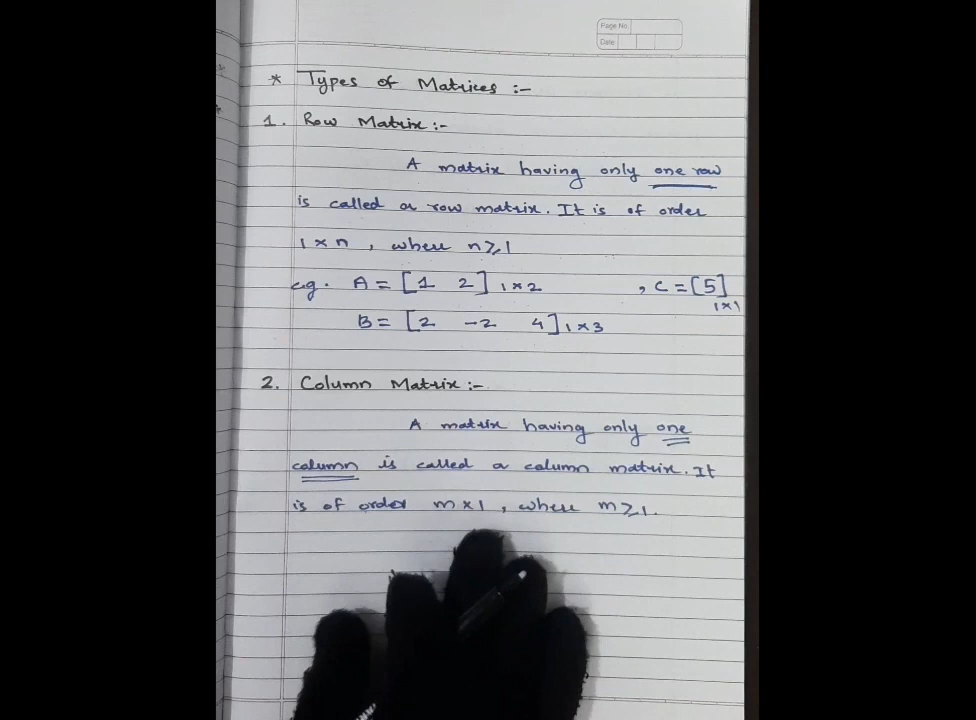 Page No.
Date
* Types of Matrices :-
1. Row Matrix :-
A matrix having only one row
is called a row matrix. It is of order
1 × n , where n ≥ 1
e.g. A = [1 2] 1×2 , C = [5] 1×1
B = [2 -2 4] 1×3
2. Column Matrix :-
A matrix having only one
column is called a column matrix. It
is of order m × 1 , where m ≥ 1.